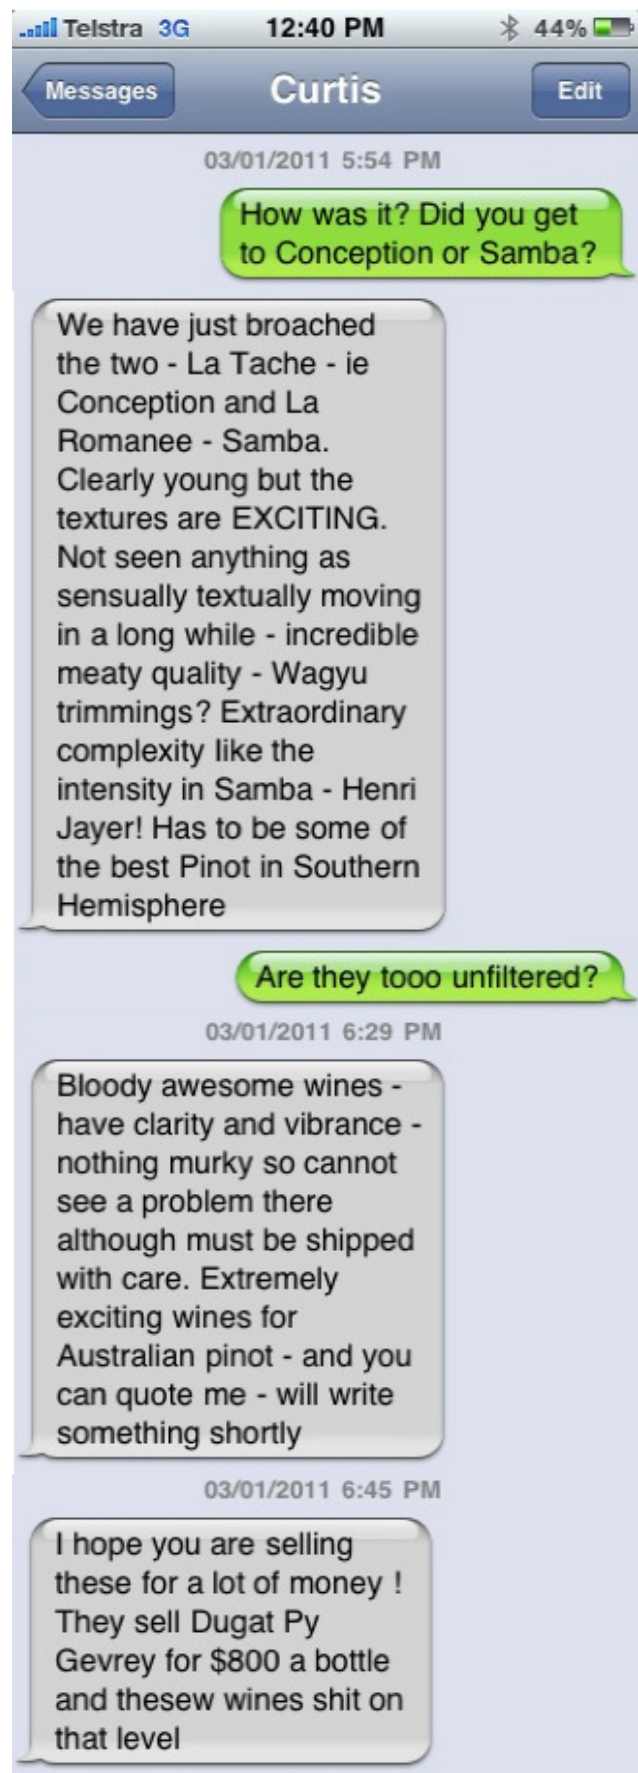 Telstra 3G 12:40 PM 44%
Messages Curtis Edit
03/01/2011 5:54 PM
How was it? Did you get
to Conception or Samba?
We have just broached
the two - La Tache - ie
Conception and La
Romanee - Samba.
Clearly young but the
textures are EXCITING.
Not seen anything as
sensually textually moving
in a long while - incredible
meaty quality - Wagyu
trimmings? Extraordinary
complexity like the
intensity in Samba - Henri
Jayer! Has to be some of
the best Pinot in Southern
Hemisphere
Are they tooo unfiltered?
03/01/2011 6:29 PM
Bloody awesome wines -
have clarity and vibrance -
nothing murky so cannot
see a problem there
although must be shipped
with care. Extremely
exciting wines for
Australian pinot - and you
can quote me - will write
something shortly
03/01/2011 6:45 PM
I hope you are selling
these for a lot of money !
They sell Dugat Py
Gevrey for $800 a bottle
and thesew wines shit on
that level